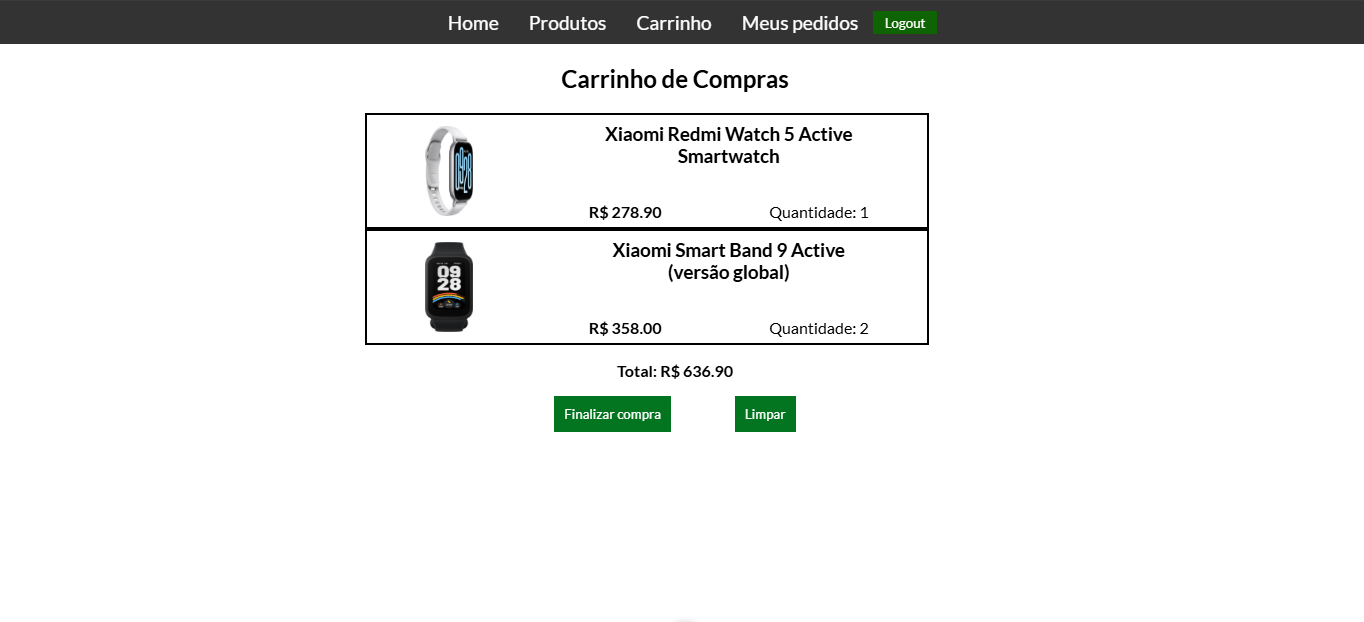 Home Produtos Carrinho Meus pedidos Logout
Carrinho de Compras
Xiaomi Redmi Watch 5 Active
Smartwatch
R$ 278.90 Quantidade: 1
09
28
Xiaomi Smart Band 9 Active
(versão global)
R$ 358.00 Quantidade: 2
Total: R$ 636.90
Finalizar compra Limpar